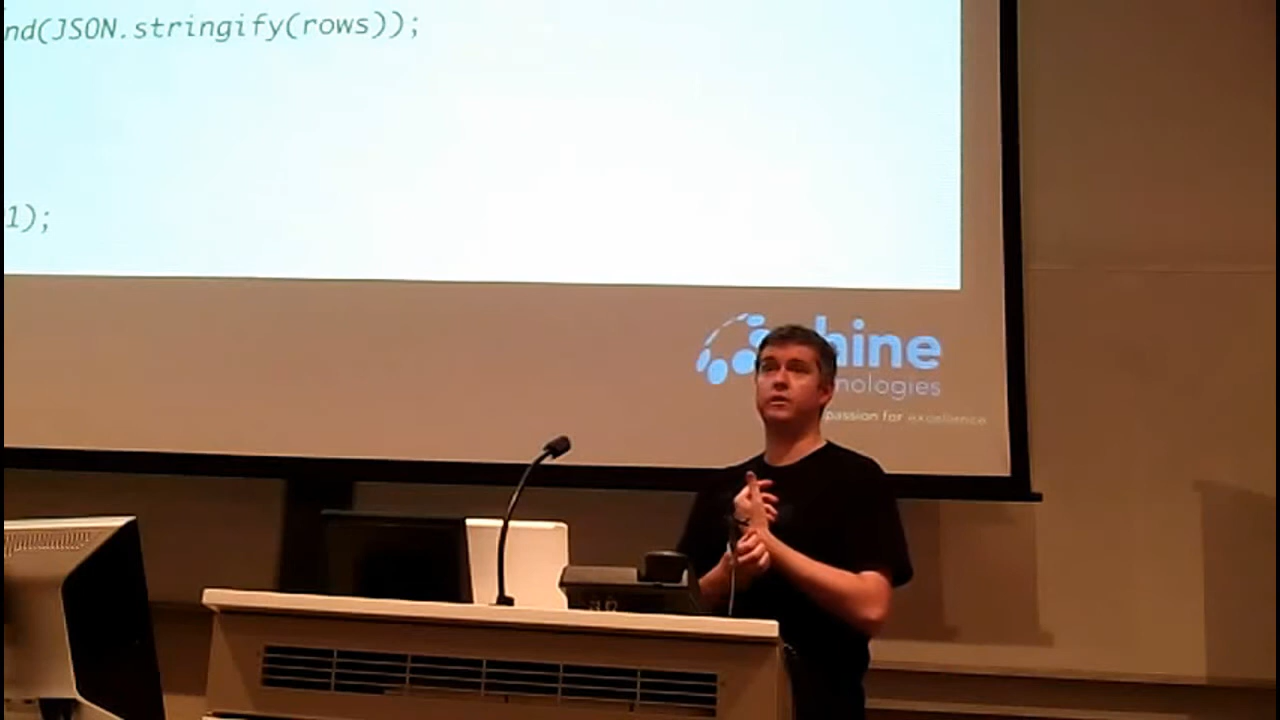 nd(JSON.stringify(rows));
1);
hine
nologies
passion for excellence